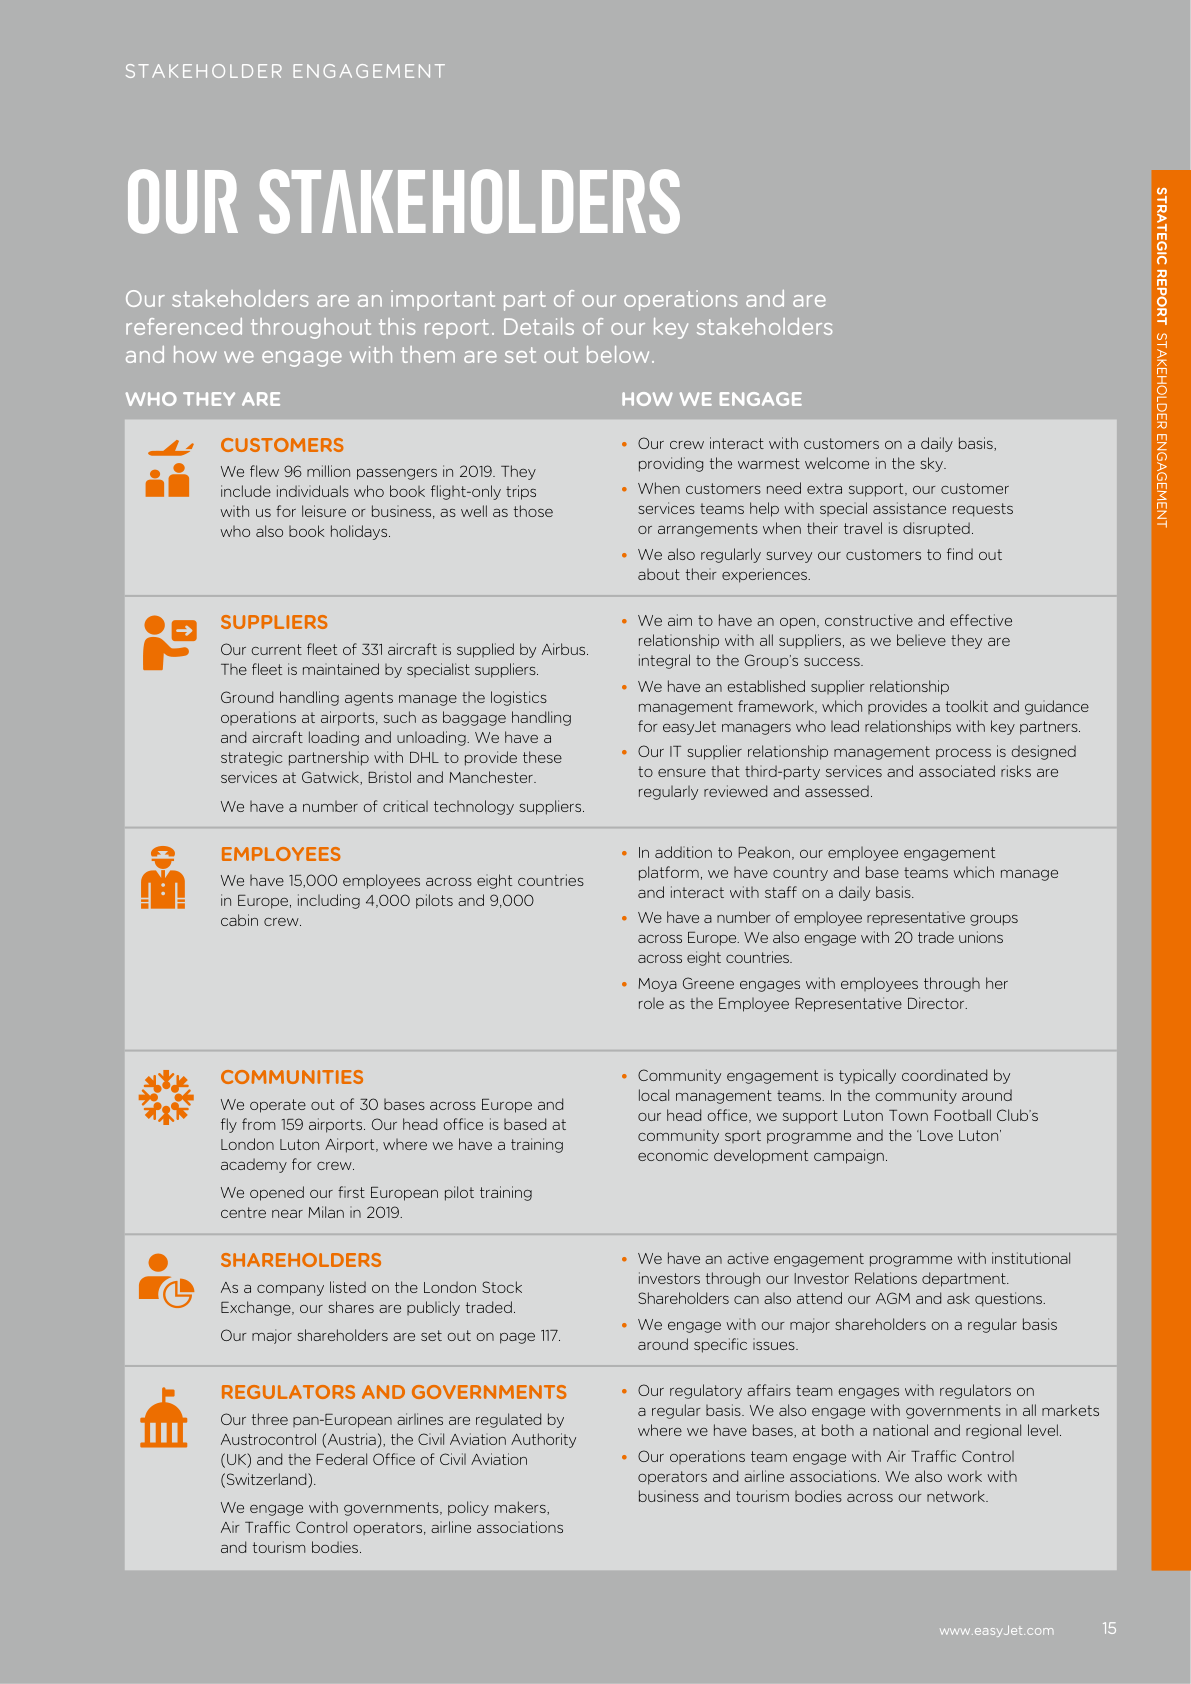 STAKEHOLDER ENGAGEMENT
OUR STAKEHOLDERS
Our stakeholders are an important part of our operations and are
referenced throughout this report. Details of our key stakeholders
and how we engage with them are set out below.
WHO THEY ARE
HOW WE ENGAGE
CUSTOMERS
We flew 96 million passengers in 2019. They
include individuals who book flight-only trips
with us for leisure or business, as well as those
who also book holidays.
• Our crew interact with customers on a daily basis,
providing the warmest welcome in the sky.
• When customers need extra support, our customer
services teams help with special assistance requests
or arrangements when their travel is disrupted.
• We also regularly survey our customers to find out
about their experiences.
SUPPLIERS
Our current fleet of 331 aircraft is supplied by Airbus.
The fleet is maintained by specialist suppliers.
Ground handling agents manage the logistics
operations at airports, such as baggage handling
and aircraft loading and unloading. We have a
strategic partnership with DHL to provide these
services at Gatwick, Bristol and Manchester.
We have a number of critical technology suppliers.
• We aim to have an open, constructive and effective
relationship with all suppliers, as we believe they are
integral to the Group's success.
• We have an established supplier relationship
management framework, which provides a toolkit and guidance
for easyJet managers who lead relationships with key partners.
• Our IT supplier relationship management process is designed
to ensure that third-party services and associated risks are
regularly reviewed and assessed.
EMPLOYEES
We have 15,000 employees across eight countries
in Europe, including 4,000 pilots and 9,000
cabin crew.
• In addition to Peakon, our employee engagement
platform, we have country and base teams which manage
and interact with staff on a daily basis.
• We have a number of employee representative groups
across Europe. We also engage with 20 trade unions
across eight countries.
• Moya Greene engages with employees through her
role as the Employee Representative Director.
COMMUNITIES
We operate out of 30 bases across Europe and
fly from 159 airports. Our head office is based at
London Luton Airport, where we have a training
academy for crew.
We opened our first European pilot training
centre near Milan in 2019.
• Community engagement is typically coordinated by
local management teams. In the community around
our head office, we support Luton Town Football Club's
community sport programme and the 'Love Luton'
economic development campaign.
SHAREHOLDERS
As a company listed on the London Stock
Exchange, our shares are publicly traded.
Our major shareholders are set out on page 117.
• We have an active engagement programme with institutional
investors through our Investor Relations department.
Shareholders can also attend our AGM and ask questions.
• We engage with our major shareholders on a regular basis
around specific issues.
REGULATORS AND GOVERNMENTS
Our three pan-European airlines are regulated by
Austrocontrol (Austria), the Civil Aviation Authority
(UK) and the Federal Office of Civil Aviation
(Switzerland).
We engage with governments, policy makers,
Air Traffic Control operators, airline associations
and tourism bodies.
• Our regulatory affairs team engages with regulators on
a regular basis. We also engage with governments in all markets
where we have bases, at both a national and regional level.
• Our operations team engage with Air Traffic Control
operators and airline associations. We also work with
business and tourism bodies across our network.
STRATEGIC REPORT STAKEHOLDER ENGAGEMENT
www.easyJet.com 15